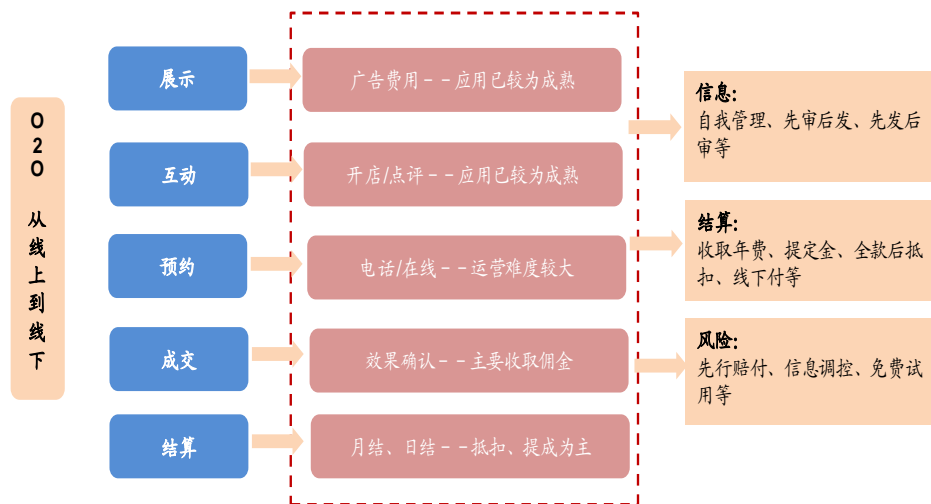 O2O 从线上到线下
展示
广告费用--应用已较为成熟
互动
开店/点评--应用已较为成熟
预约
电话/在线--运营难度较大
成交
效果确认--主要收取佣金
结算
月结、日结--抵扣、提成为主
信息:
自我管理、先审后发、先发后
审等
结算:
收取年费、提定金、全款后抵
扣、线下付等
风险:
先行赔付、信息调控、免费试
用等